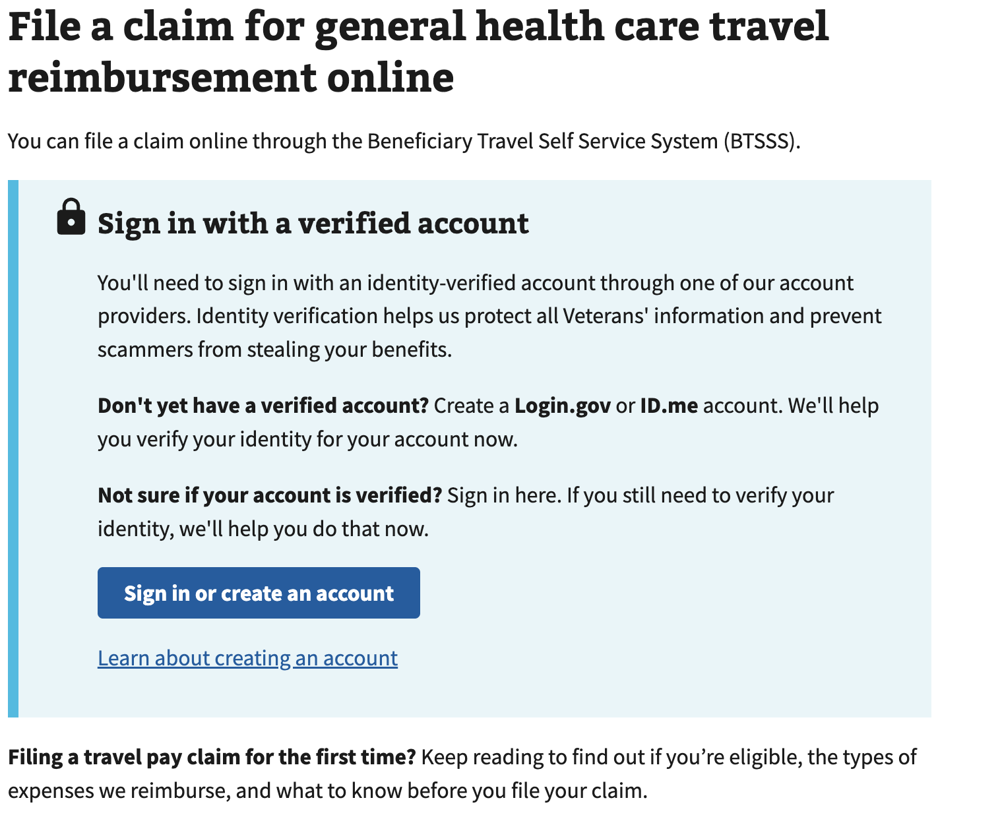 File a claim for general health care travel
reimbursement online
You can file a claim online through the Beneficiary Travel Self Service System (BTSSS).
Sign in with a verified account
You'll need to sign in with an identity-verified account through one of our account
providers. Identity verification helps us protect all Veterans' information and prevent
scammers from stealing your benefits.
Don't yet have a verified account? Create a Login.gov or ID.me account. We'll help
you verify your identity for your account now.
Not sure if your account is verified? Sign in here. If you still need to verify your
identity, we'll help you do that now.
Sign in or create an account
Learn about creating an account
Filing a travel pay claim for the first time? Keep reading to find out if you’re eligible, the types of
expenses we reimburse, and what to know before you file your claim.